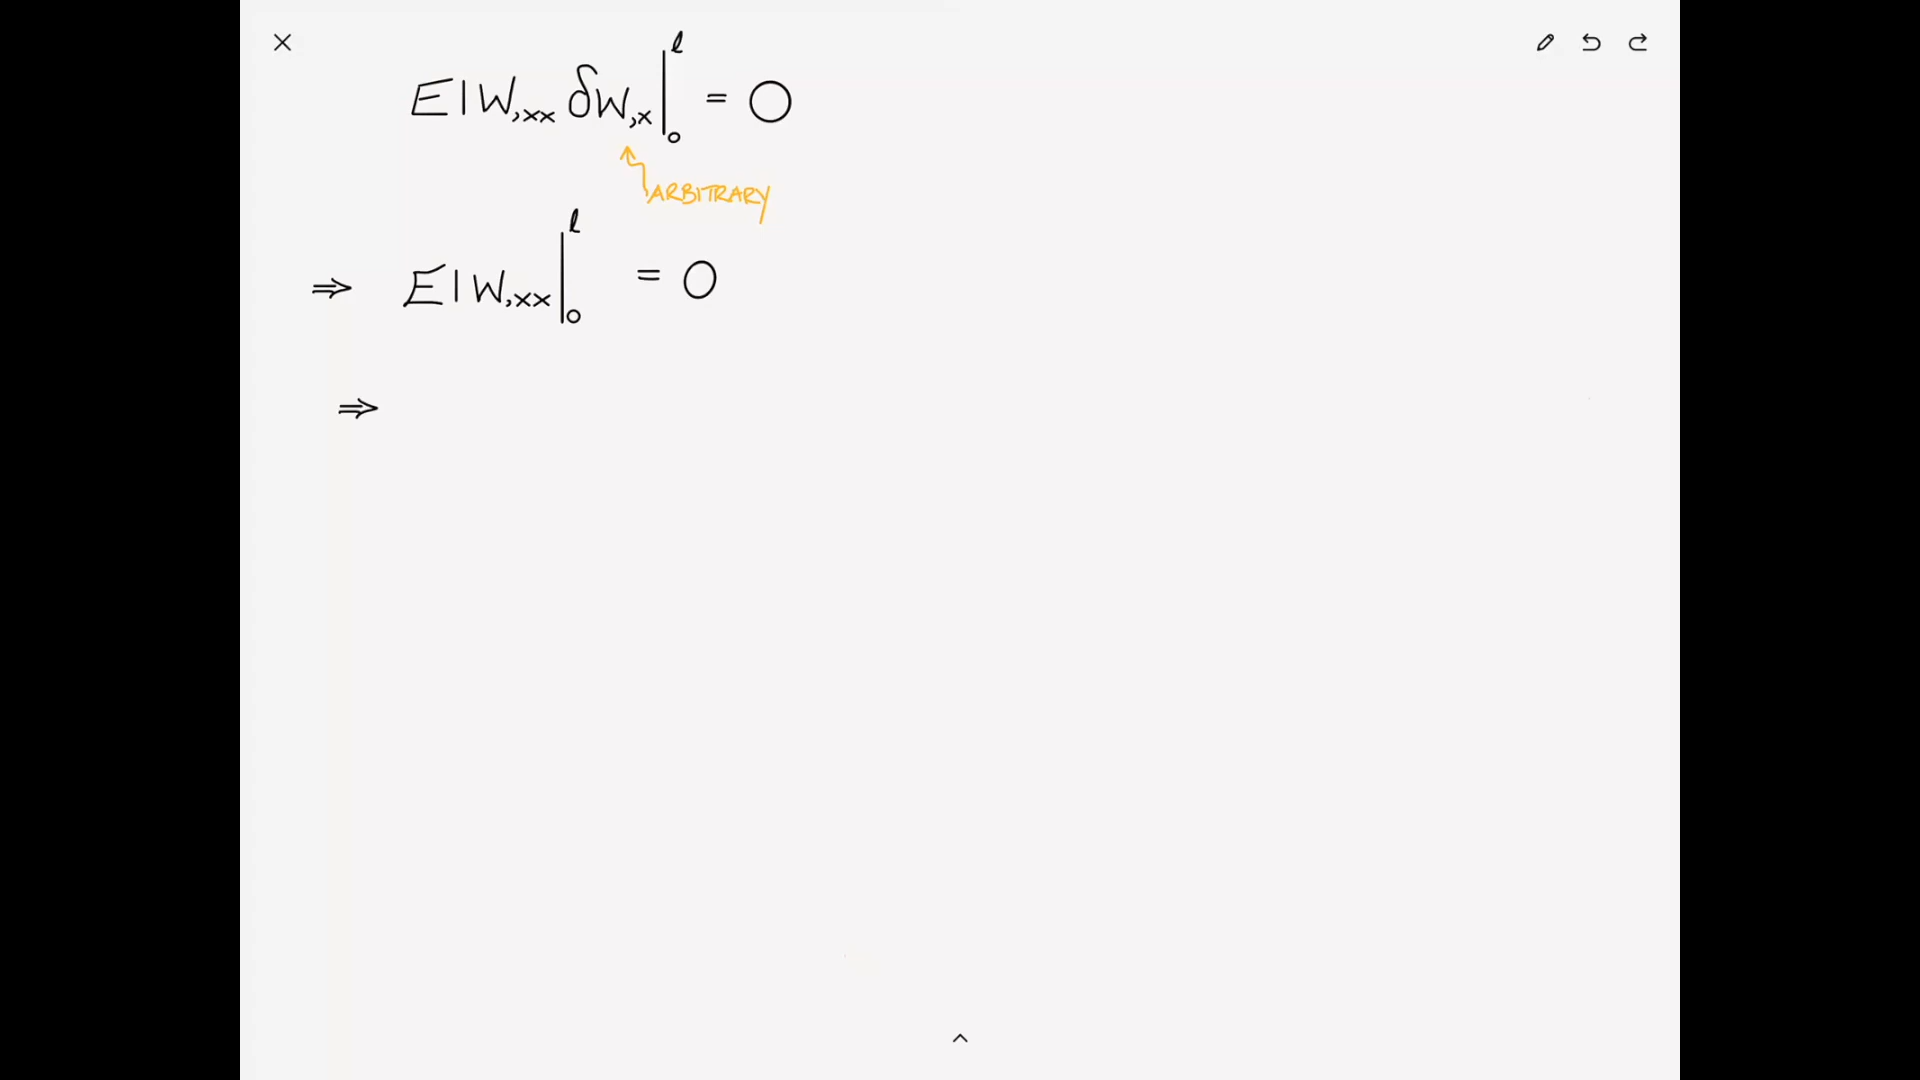 EIW,xx δW,x|₀ˡ = 0
ARBITRARY
⇒ EIW,xx|₀ˡ = 0
⇒